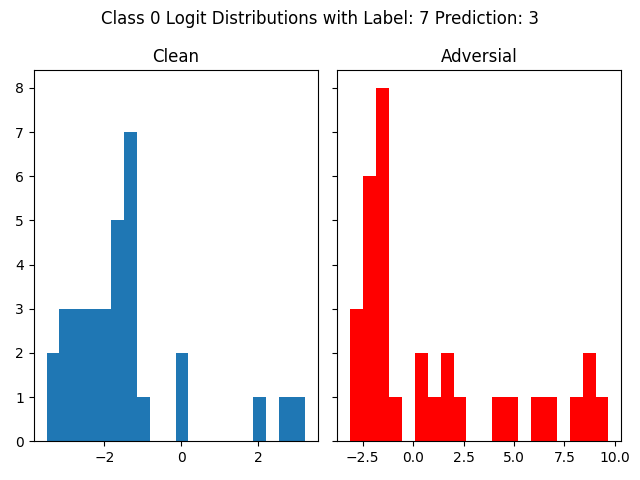 Class 0 Logit Distributions with Label: 7 Prediction: 3
Clean
Adversial
8
7
6
5
4
3
2
1
0
−2 0 2
−2.5 0.0 2.5 5.0 7.5 10.0